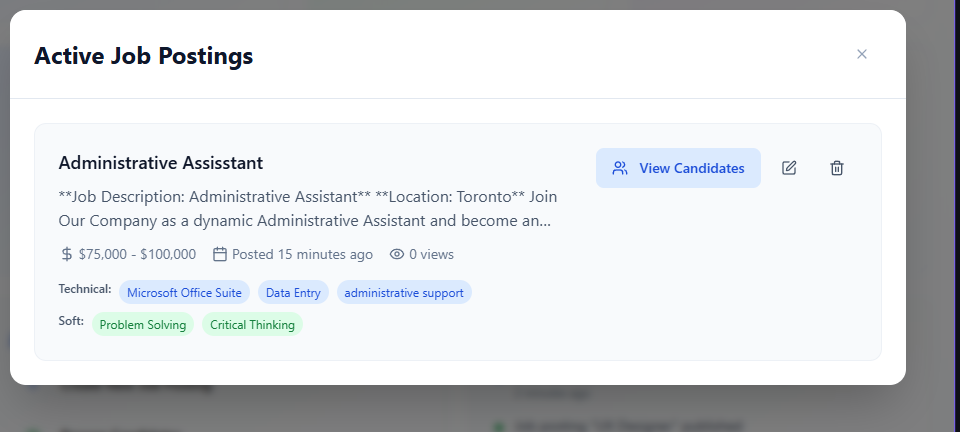 Active Job Postings
Administrative Assisstant
View Candidates
**Job Description: Administrative Assistant** **Location: Toronto** Join
Our Company as a dynamic Administrative Assistant and become an...
$75,000 - $100,000 Posted 15 minutes ago 0 views
Technical: Microsoft Office Suite Data Entry administrative support
Soft: Problem Solving Critical Thinking